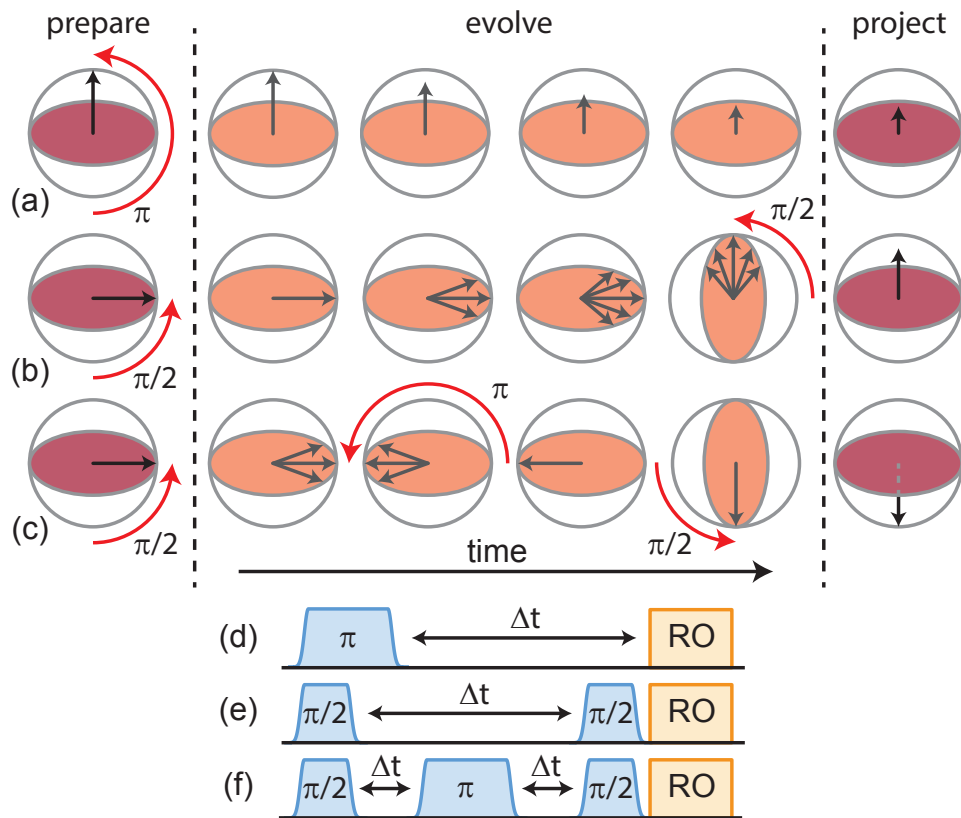 prepare evolve project
(a) π
π/2
(b) π/2
π
(c) π/2 π/2
time
(d) π Δt RO
(e) π/2 Δt π/2 RO
(f) π/2 Δt π Δt π/2 RO